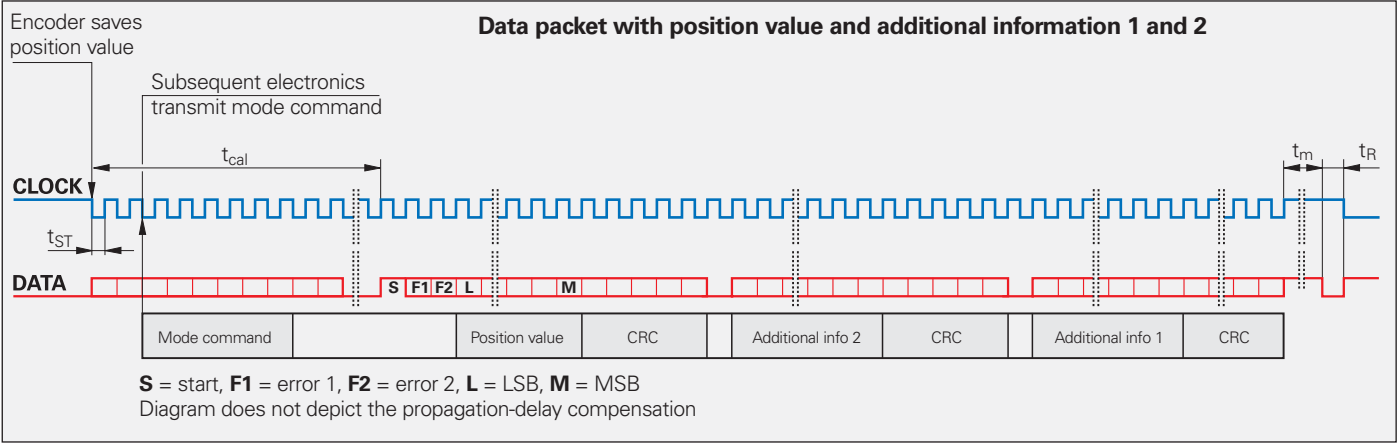 Encoder saves
position value
Data packet with position value and additional information 1 and 2
Subsequent electronics
transmit mode command
tcal
tm tR
CLOCK
tST
DATA
S F1 F2 L M
Mode command Position value CRC Additional info 2 CRC Additional info 1 CRC
S = start, F1 = error 1, F2 = error 2, L = LSB, M = MSB
Diagram does not depict the propagation-delay compensation